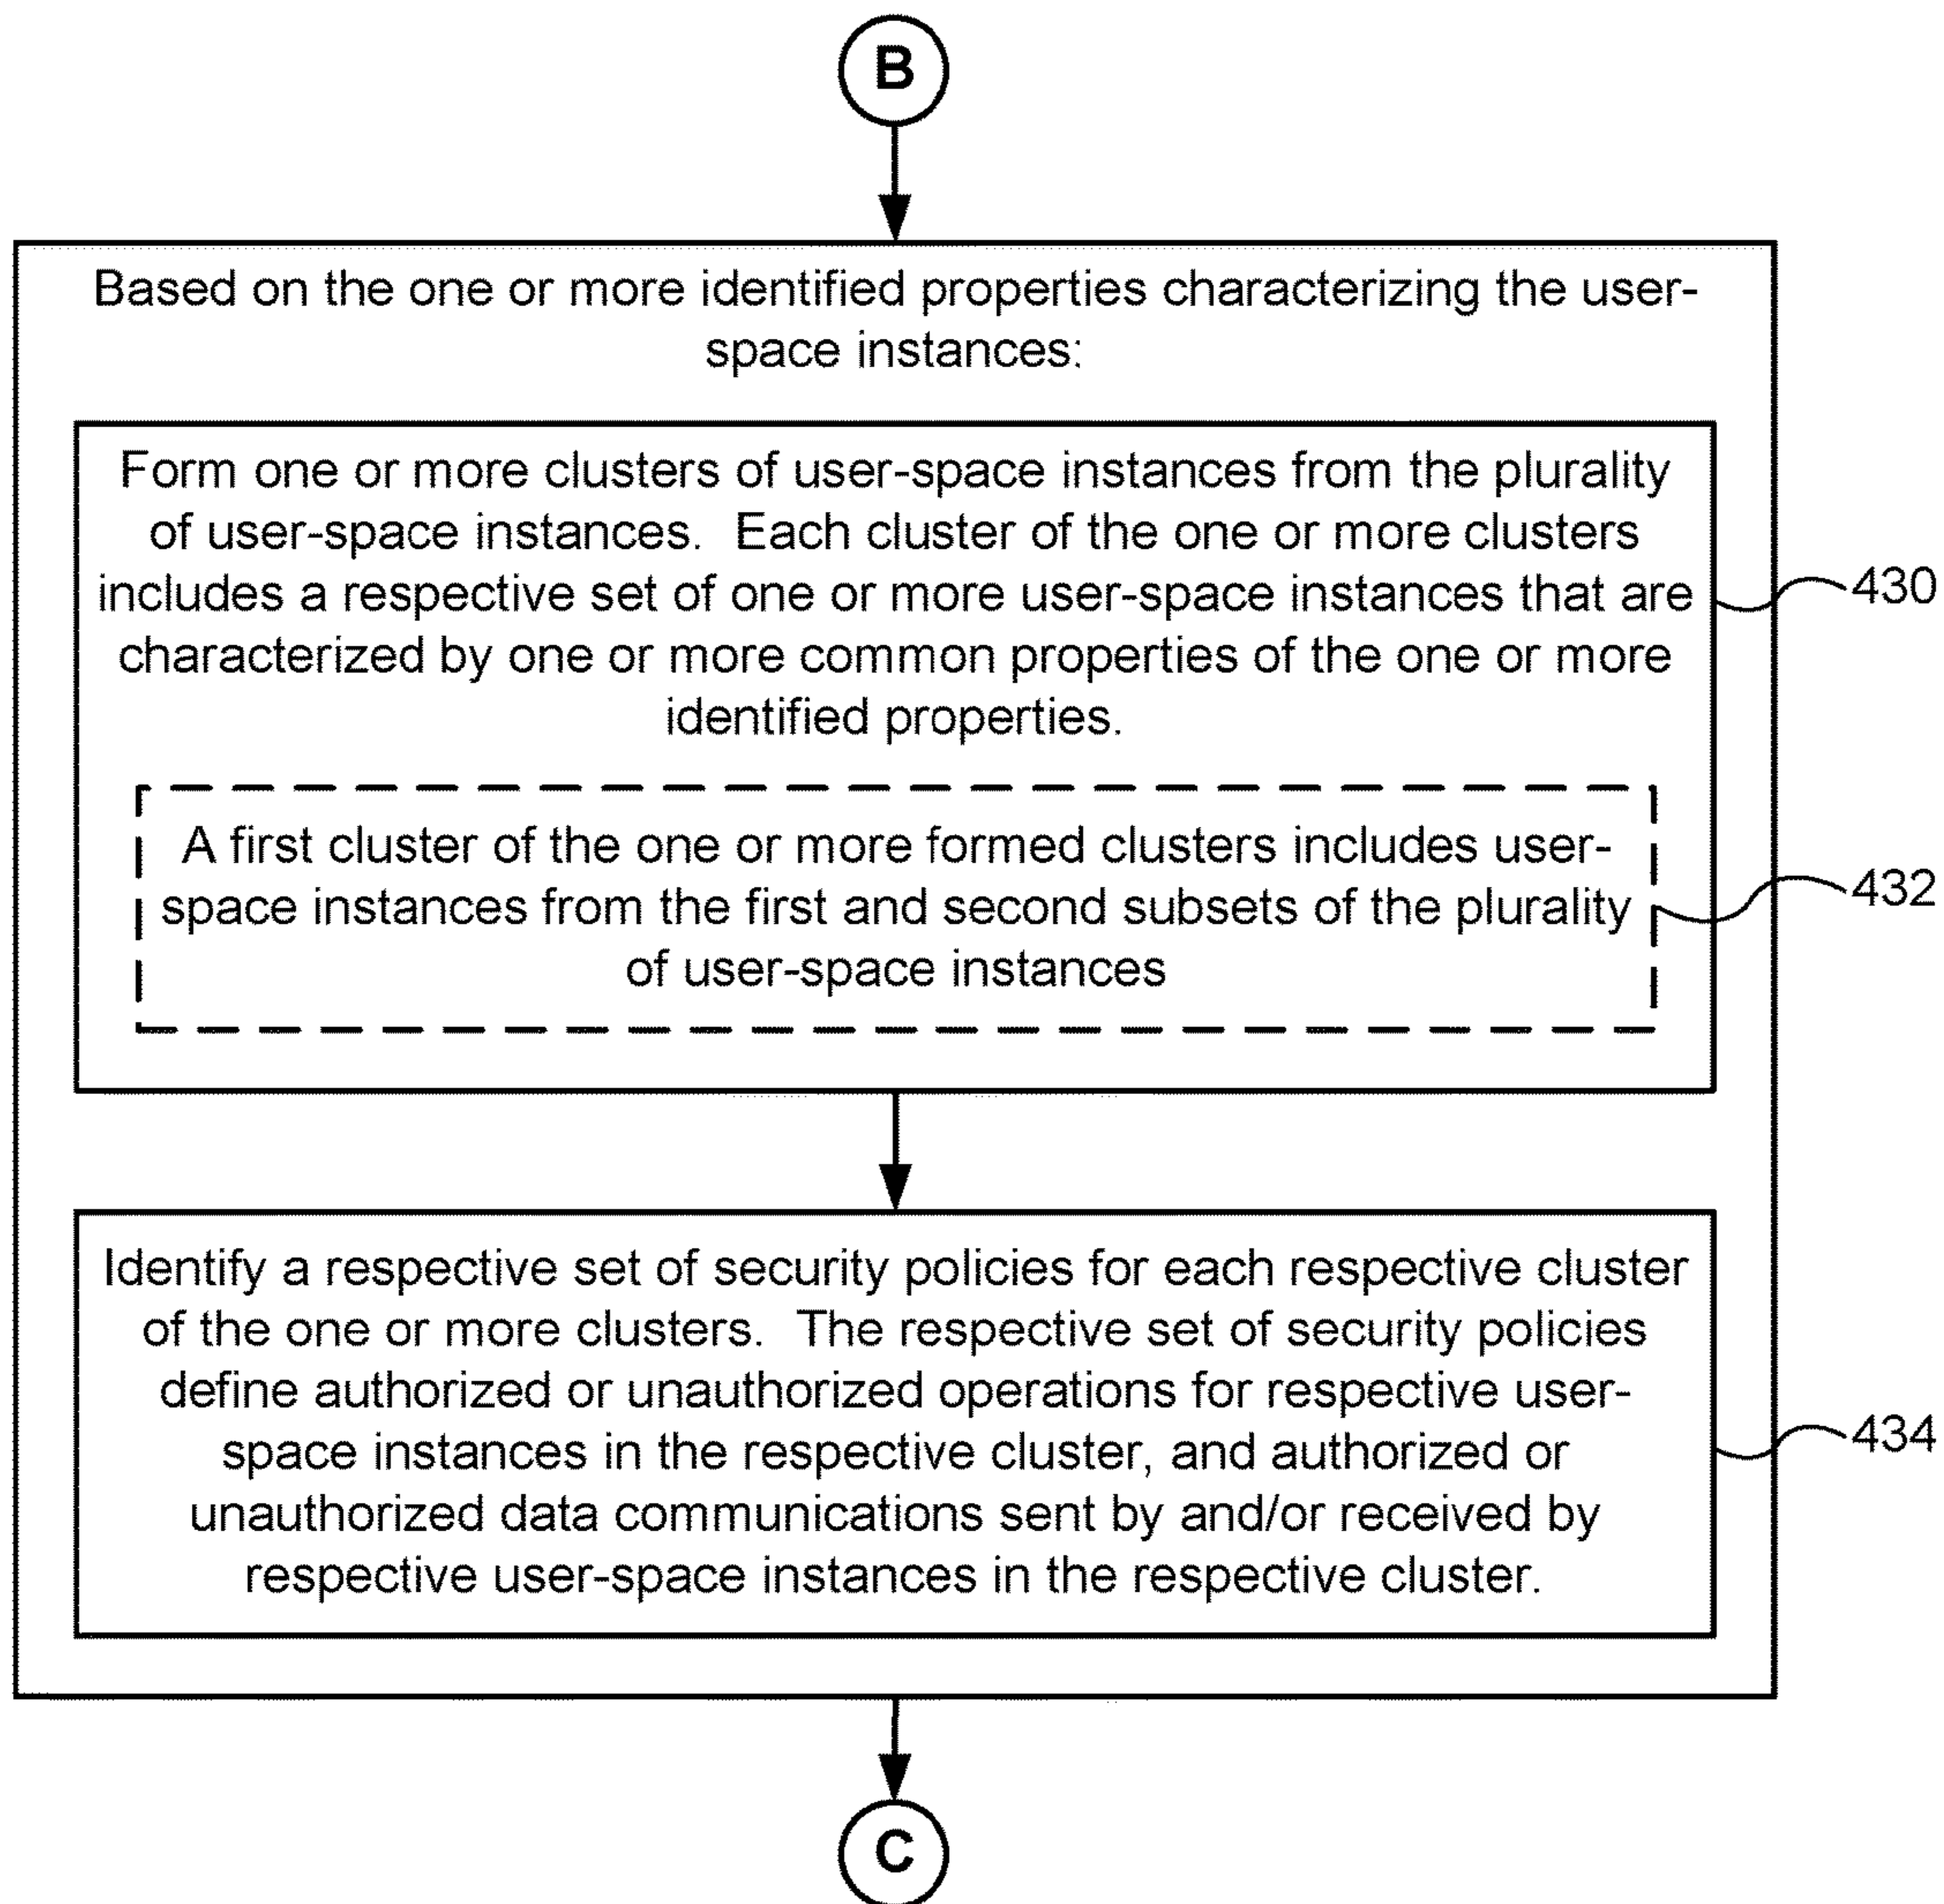 B
Based on the one or more identified properties characterizing the user-
space instances:
Form one or more clusters of user-space instances from the plurality
of user-space instances.  Each cluster of the one or more clusters
includes a respective set of one or more user-space instances that are
characterized by one or more common properties of the one or more
identified properties.
430
A first cluster of the one or more formed clusters includes user-
space instances from the first and second subsets of the plurality
of user-space instances
432
Identify a respective set of security policies for each respective cluster
of the one or more clusters.  The respective set of security policies
define authorized or unauthorized operations for respective user-
space instances in the respective cluster, and authorized or
unauthorized data communications sent by and/or received by
respective user-space instances in the respective cluster.
434
C